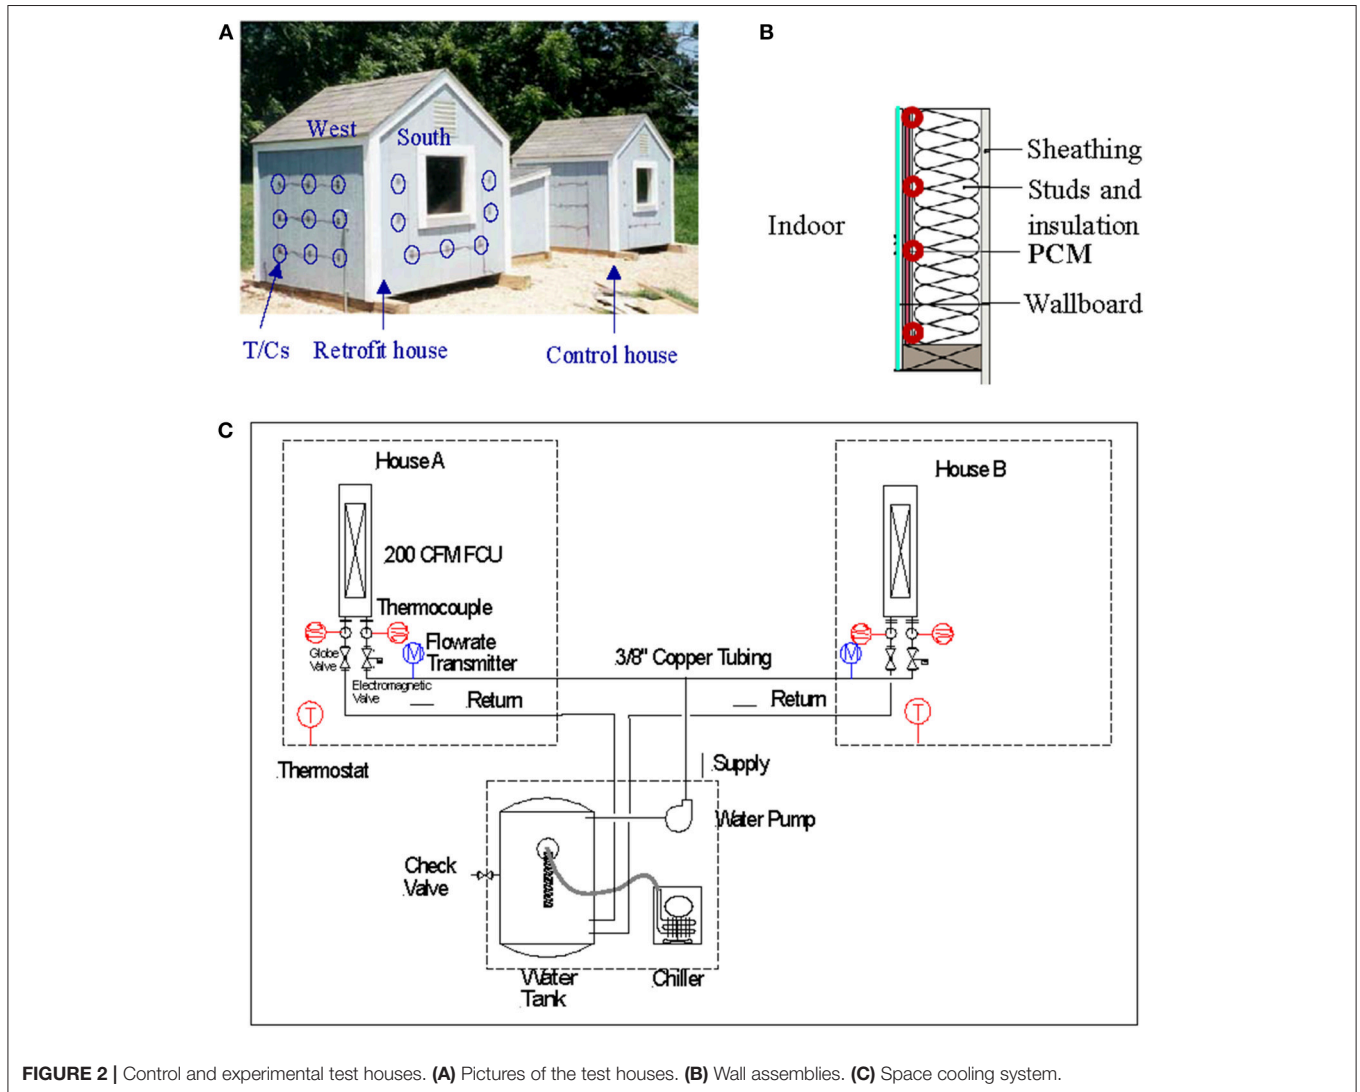 A
B
West
South
T/Cs
Retrofit house
Control house
Indoor
Sheathing
Studs and
insulation
PCM
Wallboard
C
House A
House B
200 CFM FCU
Thermocouple
Globe
Valve
M
Flowrate
Transmitter
3/8" Copper Tubing
M
Electromagnetic
Valve
Return
Return
T
T
Thermostat
Supply
Water Pump
Check
Valve
Water
Tank
Chiller
FIGURE 2 | Control and experimental test houses. (A) Pictures of the test houses. (B) Wall assemblies. (C) Space cooling system.